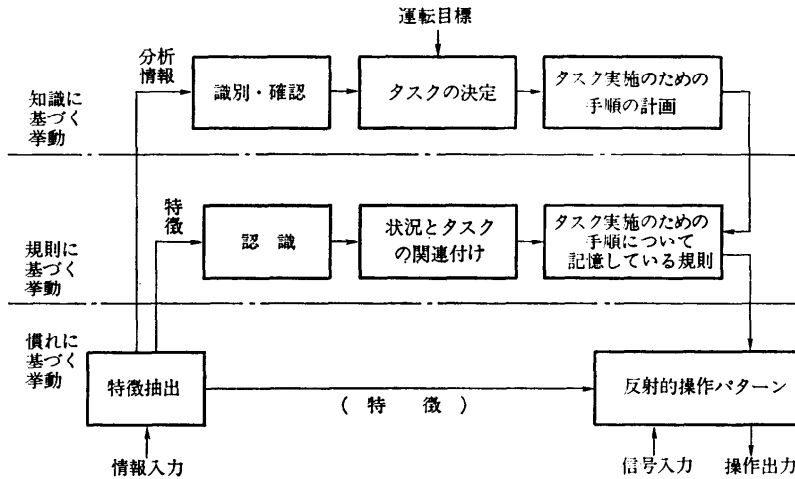 運転目標
分析
情報
識別・確認
タスクの決定
タスク実施のための
手順の計画
知識に
基づく
挙動
特徴
認 識
状況とタスク
の関連付け
タスク実施のための
手順について
記憶している規則
規則に
基づく
挙動
慣れに
基づく
挙動
特徴抽出
( 特 徴 )
反射的操作パターン
情報入力
信号入力
操作出力